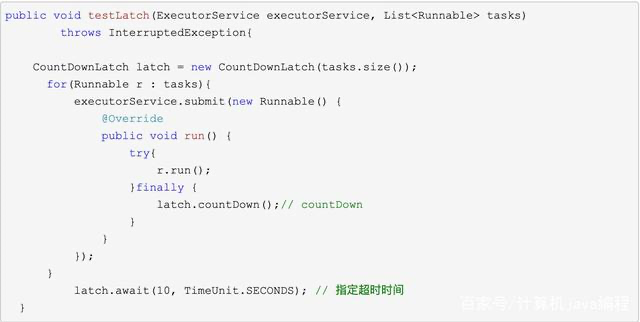 public void testLatch(ExecutorService executorService, List<Runnable> tasks)
        throws InterruptedException{

    CountDownLatch latch = new CountDownLatch(tasks.size());
      for(Runnable r : tasks){
          executorService.submit(new Runnable() {
              @Override
              public void run() {
                  try{
                      r.run();
                  }finally {
                      latch.countDown();// countDown
                  }
              }
          });
      }
          latch.await(10, TimeUnit.SECONDS); // 指定超时时间
  }
百家号/计算机java编程